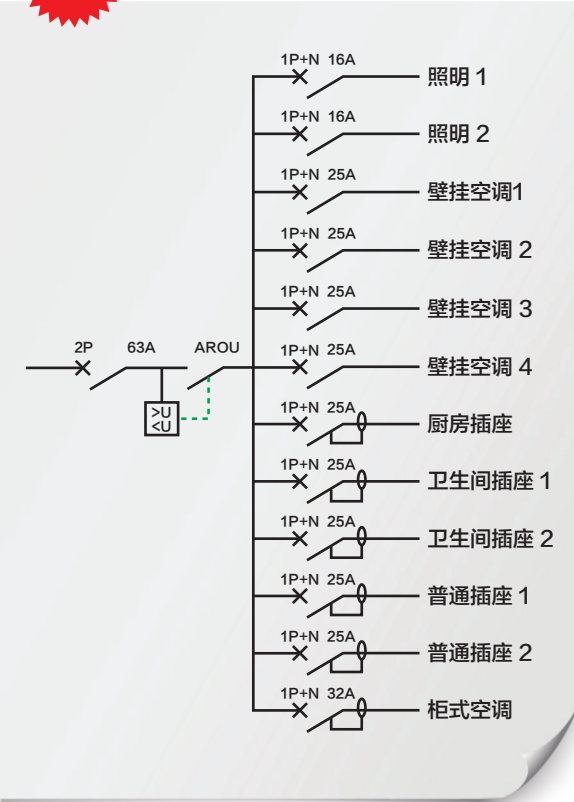 1P+N 16A 照明 1
1P+N 16A 照明 2
1P+N 25A 壁挂空调1
1P+N 25A 壁挂空调 2
1P+N 25A 壁挂空调 3
2P 63A AROU
1P+N 25A 壁挂空调 4
>U
<U
1P+N 25A 厨房插座
1P+N 25A 卫生间插座 1
1P+N 25A 卫生间插座 2
1P+N 25A 普通插座 1
1P+N 25A 普通插座 2
1P+N 32A 柜式空调